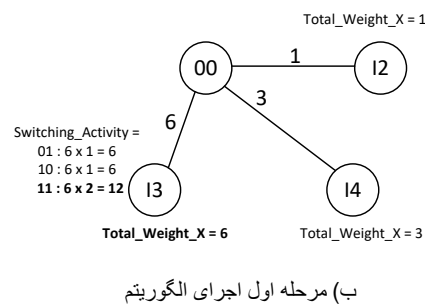 Total_Weight_X = 1
00
1
I2
6
3
Switching_Activity =
01 : 6 x 1 = 6
10 : 6 x 1 = 6
11 : 6 x 2 = 12
I3
I4
Total_Weight_X = 6
Total_Weight_X = 3
ب) مرحله اول اجرای الگوریتم